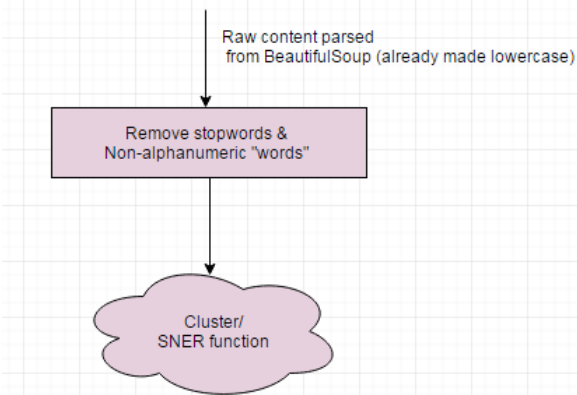 Raw content parsed
from BeautifulSoup (already made lowercase)
Remove stopwords &
Non-alphanumeric "words"
Cluster/
SNER function